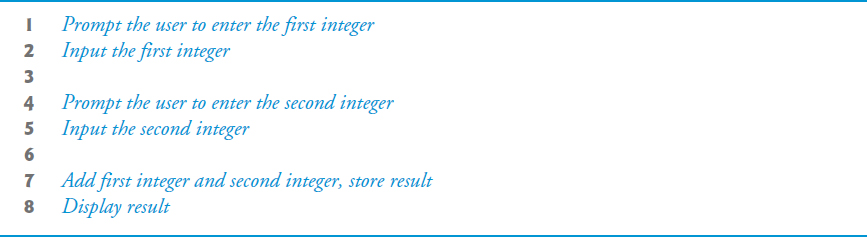 1 Prompt the user to enter the first integer
2 Input the first integer
3
4 Prompt the user to enter the second integer
5 Input the second integer
6
7 Add first integer and second integer, store result
8 Display result